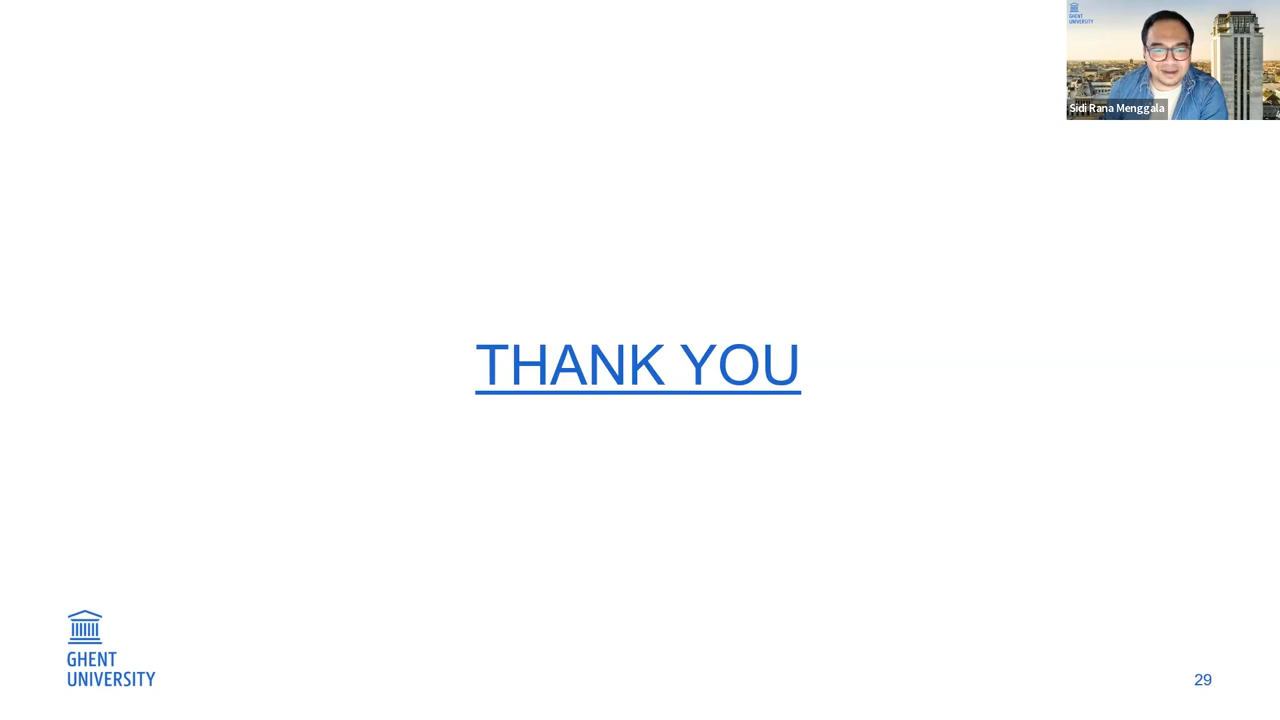 GHENT
UNIVERSITY
Sidi Rana Menggala
THANK YOU
GHENT
UNIVERSITY
29